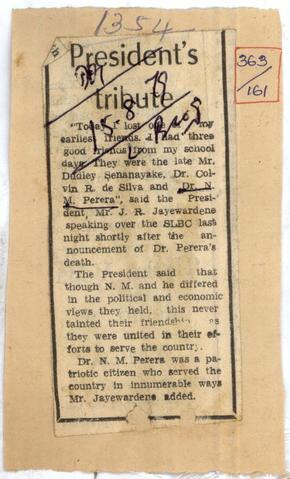 1354
363
161
President's
tribute
DM
15-8-79
"Today lost one my
earliest friends. I had three
good friends from my school
days. They were the late Mr.
Dudley Senanayake, Dr. Col-
vin R. de Silva and Dr. N.
M. Perera", said the Presi-
dent, Mr. J. R. Jayewardene
speaking over the SLBC last
night shortly after the an-
nouncement of Dr. Perera's
death.
The President said that
though N. M. and he differed
in the political and economic
views they held, this never
tainted their friendship as
they were united in their ef-
forts to serve the country.
Dr. N. M. Perera was a pa-
triotic citizen who served the
country in innumerable ways
Mr. Jayewardene added.